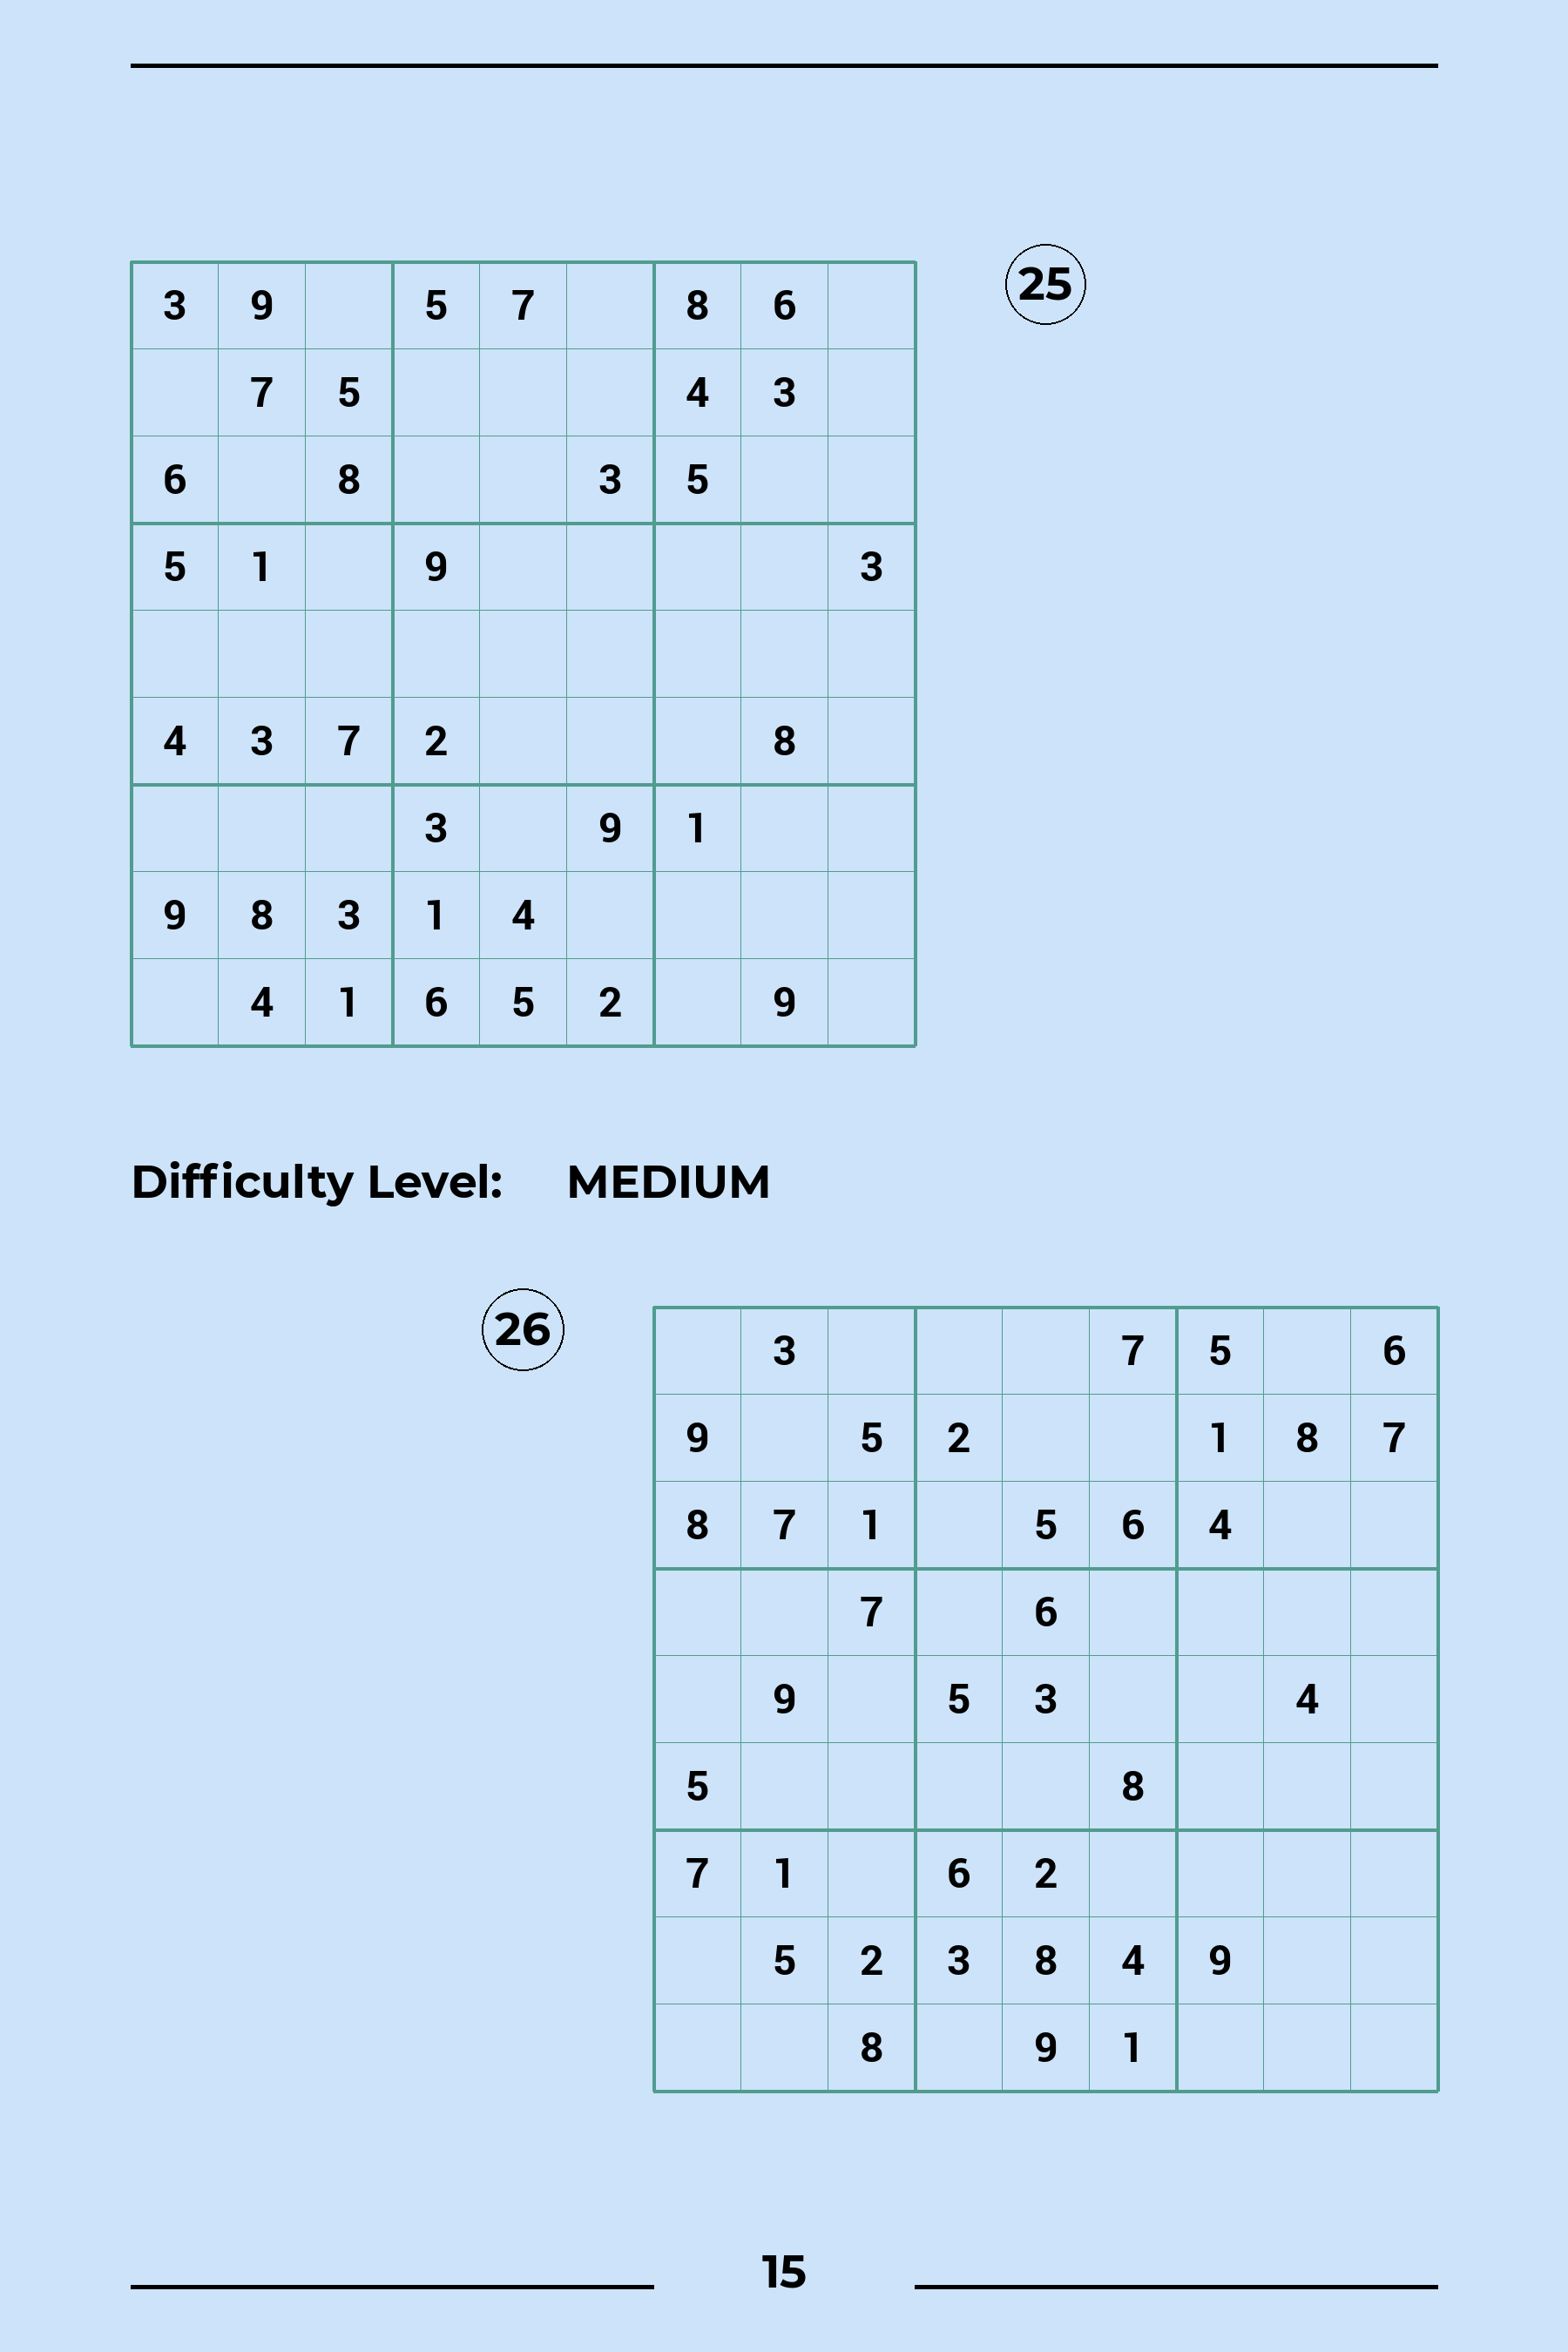 25
3 9 5 7 8 6
7 5 4 3
6 8 3 5
5 1 9 3
4 3 7 2 8
3 9 1
9 8 3 1 4
4 1 6 5 2 9
Difficulty Level: MEDIUM
26
3 7 5 6
9 5 2 1 8 7
8 7 1 5 6 4
7 6
9 5 3 4
5 8
7 1 6 2
5 2 3 8 4 9
8 9 1
15